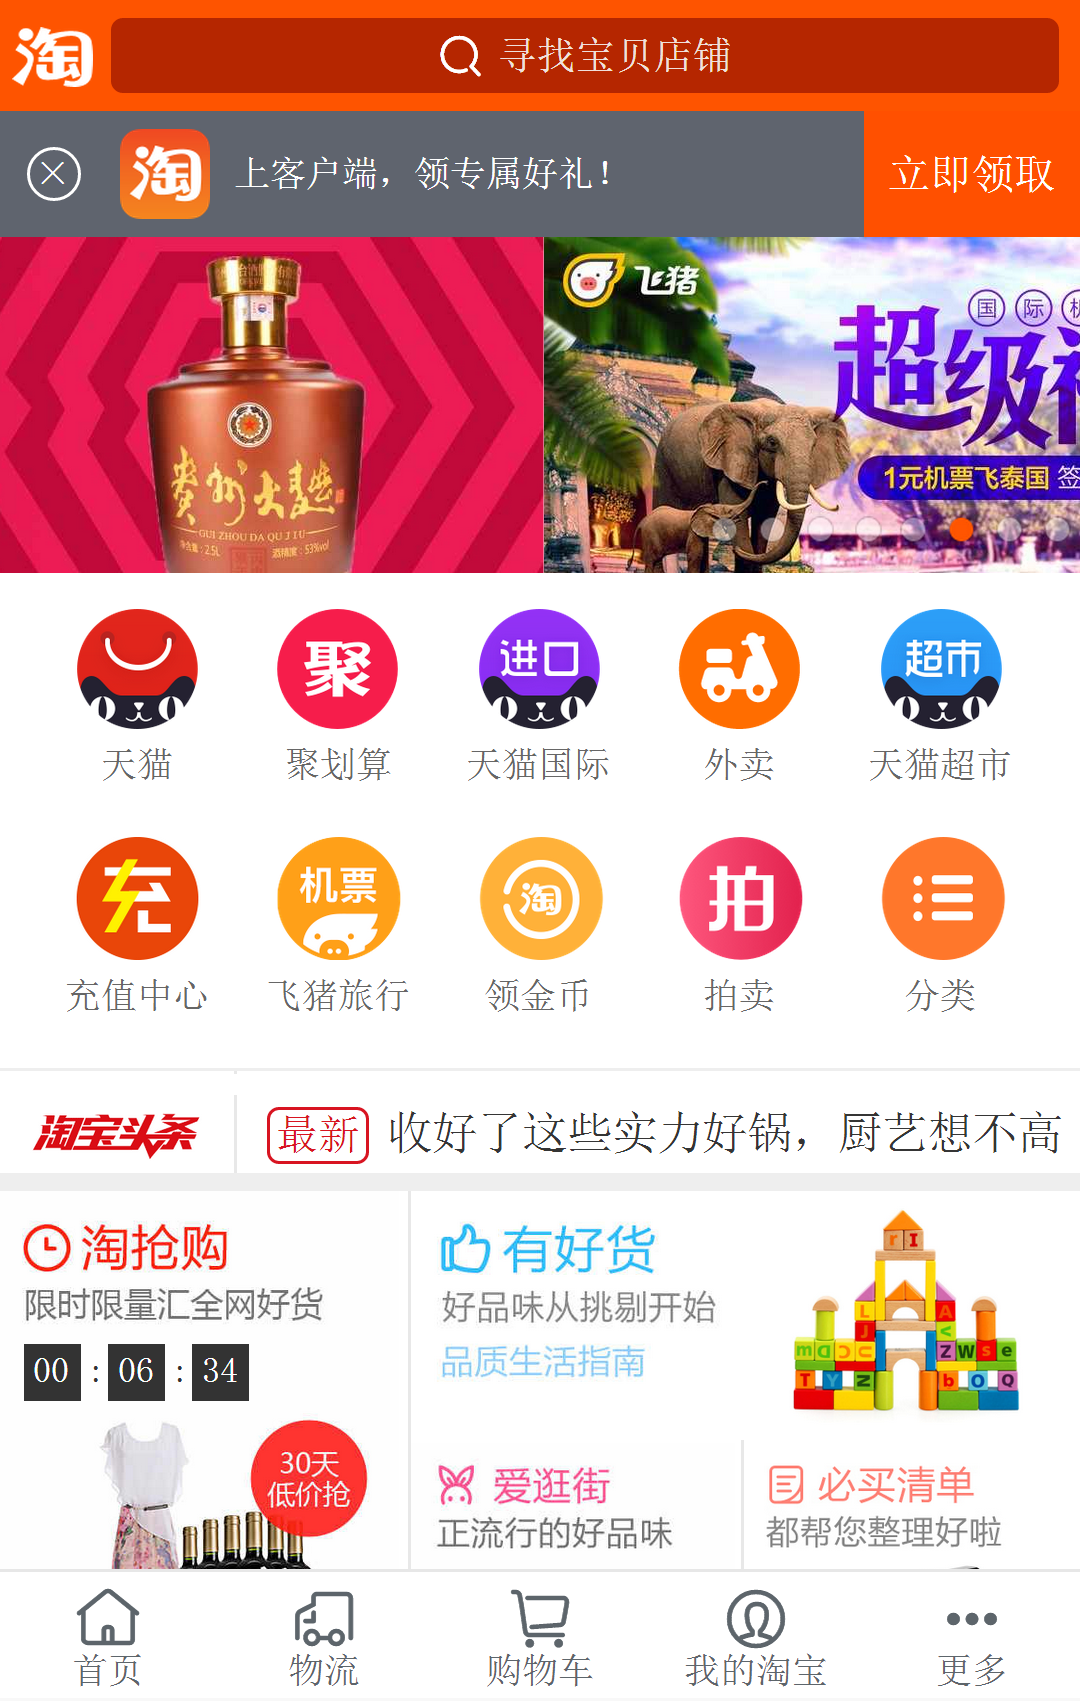 淘
寻找宝贝店铺
淘
上客户端，领专属好礼！
立即领取
貴州大麯
GUI ZHOU DA QU JIU
2.5L
酒精度：53%vol
飞猪
国际机
超级
1元机票飞泰国 签
聚
进口
超市
天猫
聚划算
天猫国际
外卖
天猫超市
充
机票
淘
拍
充值中心
飞猪旅行
领金币
拍卖
分类
淘宝头条
最新
收好了这些实力好锅，厨艺想不高
淘抢购
限时限量汇全网好货
00 : 06 : 34
30天
低价抢
有好货
好品味从挑剔开始
品质生活指南
爱逛街
正流行的好品味
必买清单
都帮您整理好啦
首页
物流
购物车
我的淘宝
更多